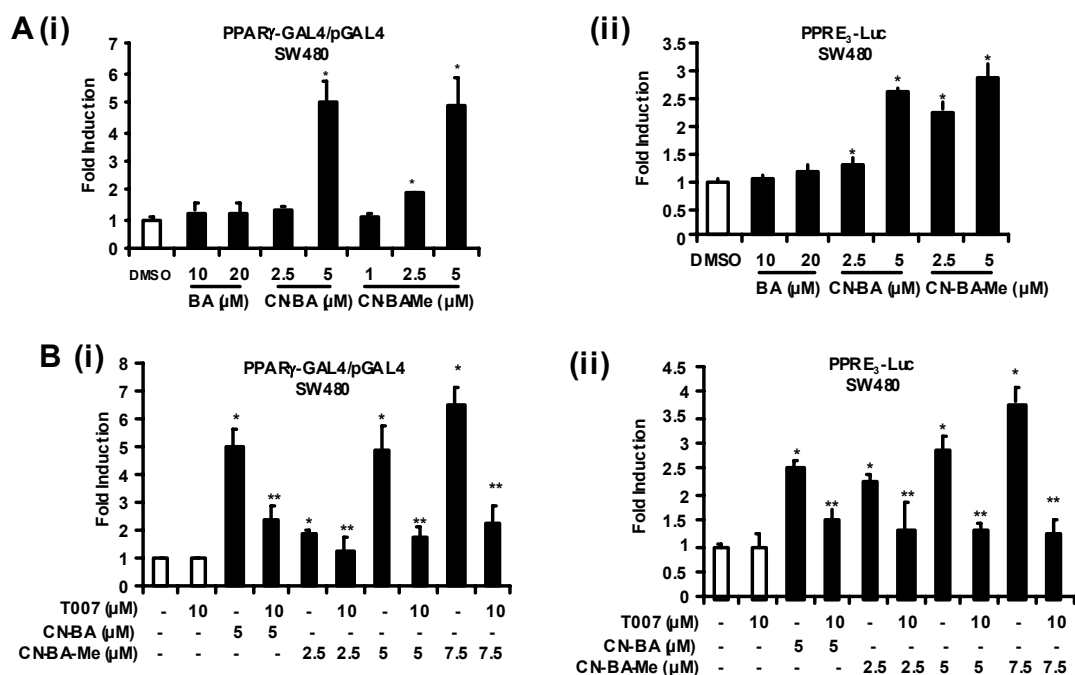 A (i)
PPARγ-GAL4/pGAL4
SW480
Fold Induction
7
6
5
4
3
2
1
0
* * *
DMSO 10 20 2.5 5 1 2.5 5
BA (µM) CN-BA (µM) CN-BA-Me (µM)
(ii)
PPRE3-Luc
SW480
Fold Induction
3.5
3
2.5
2
1.5
1
0.5
0
* * * *
DMSO 10 20 2.5 5 2.5 5
BA (µM) CN-BA (µM) CN-BA-Me (µM)
B (i)
PPARγ-GAL4/pGAL4
SW480
Fold Induction
8
7
6
5
4
3
2
1
0
* ** * ** * ** * **
T007 (µM) - 10 - 10 - 10 - 10 - 10
CN-BA (µM) - - 5 5 - - - - - -
CN-BA-Me (µM) - - - - 2.5 2.5 5 5 7.5 7.5
(ii)
PPRE3-Luc
SW480
Fold Induction
4.5
4
3.5
3
2.5
2
1.5
1
0.5
0
* ** * ** * ** * **
T007 (µM) - 10 - 10 - 10 - 10 - 10
CN-BA (µM) - - 5 5 - - - - - -
CN-BA-Me (µM) - - - - 2.5 2.5 5 5 7.5 7.5